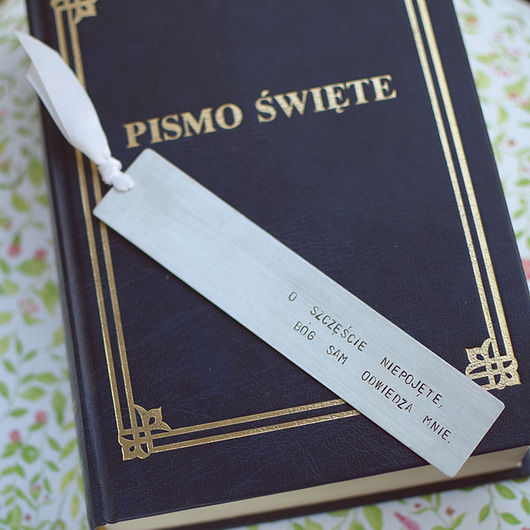 PISMO ŚWIĘTE
O SZCZĘŚCIE NIEPOJĘTE,
BÓG SAM ODWIEDZA MNIE.